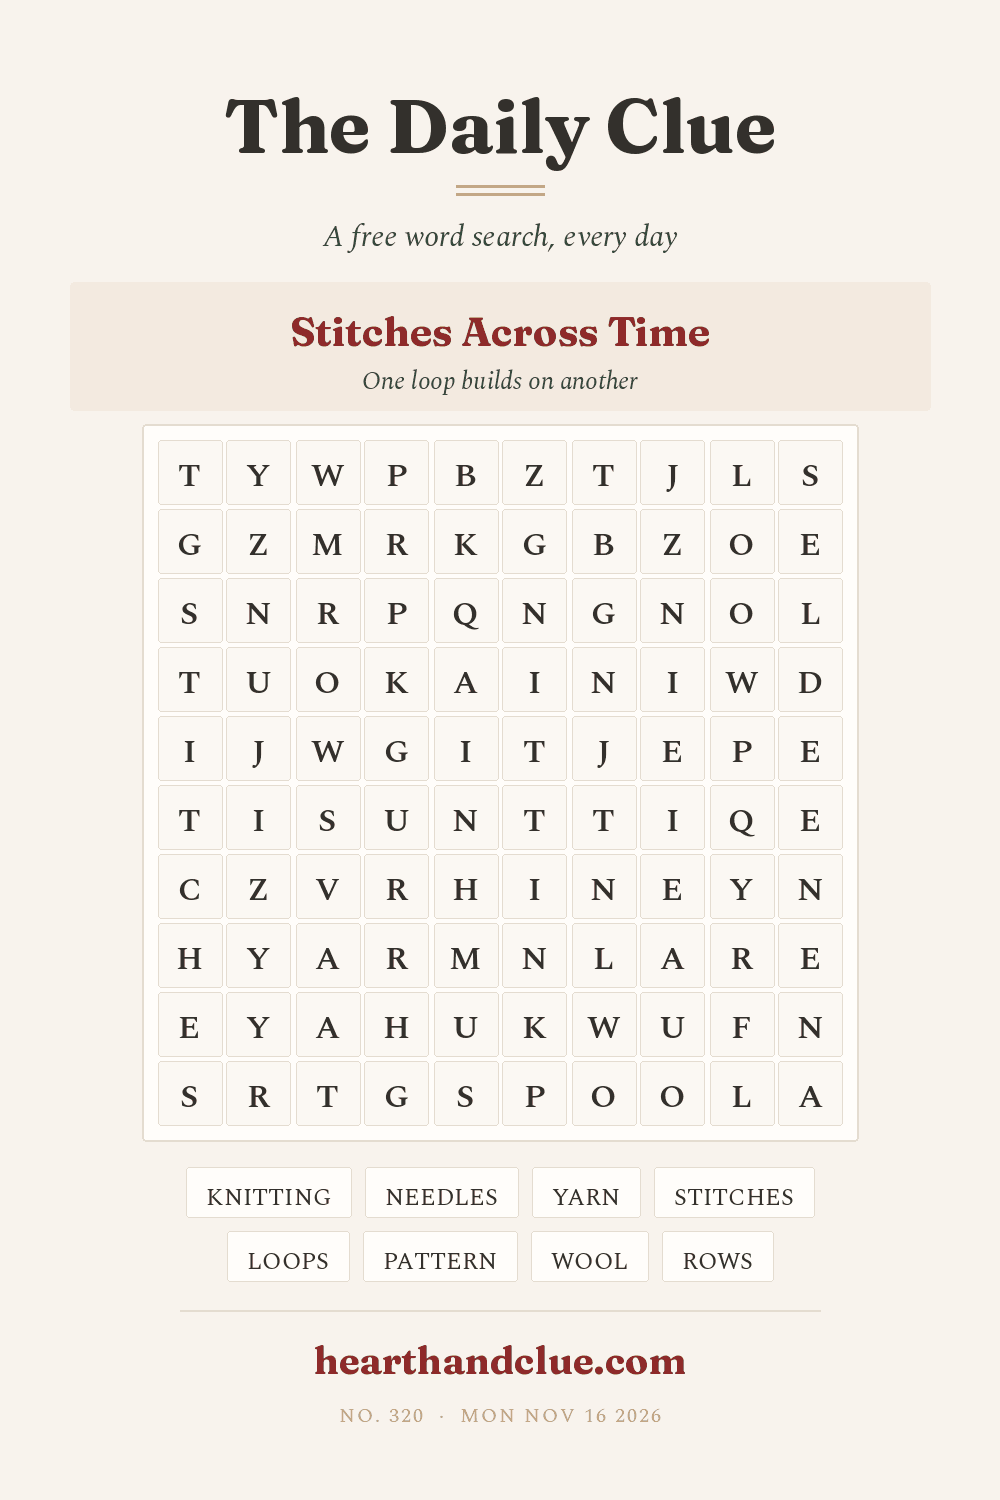 The Daily Clue
A free word search, every day
Stitches Across Time
One loop builds on another
T Y W P B Z T J L S
G Z M R K G B Z O E
S N R P Q N G N O L
T U O K A I N I W D
I J W G I T J E P E
T I S U N T T I Q E
C Z V R H I N E Y N
H Y A R M N L A R E
E Y A H U K W U F N
S R T G S P O O L A
KNITTING NEEDLES YARN STITCHES
LOOPS PATTERN WOOL ROWS
hearthandclue.com
NO. 320 · MON NOV 16 2026